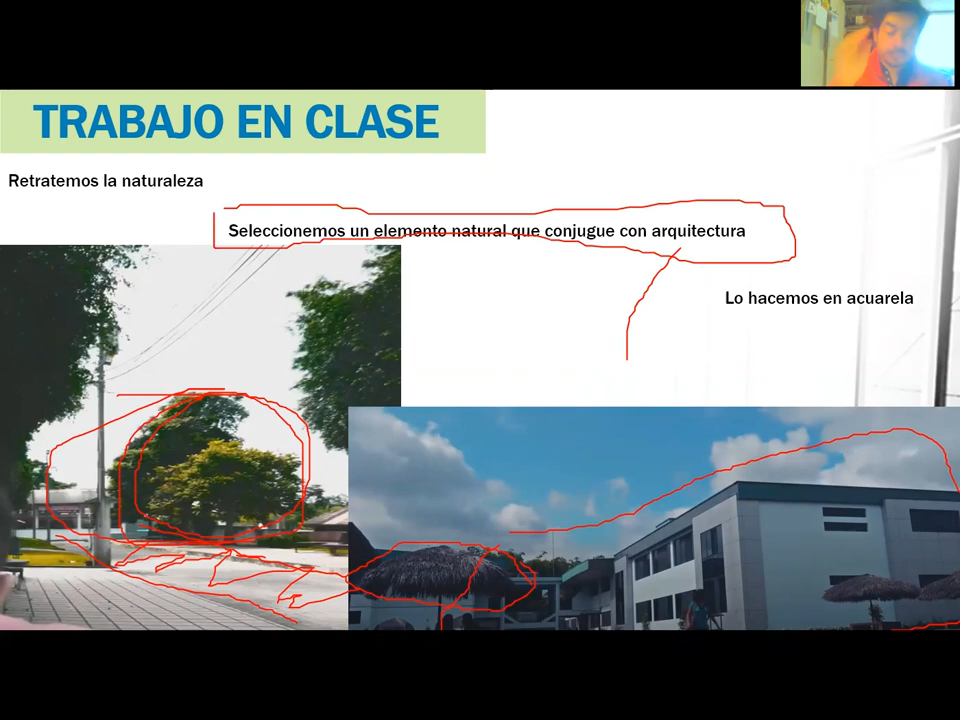 TRABAJO EN CLASE
Retratemos la naturaleza
Seleccionemos un elemento natural que conjugue con arquitectura
Lo hacemos en acuarela